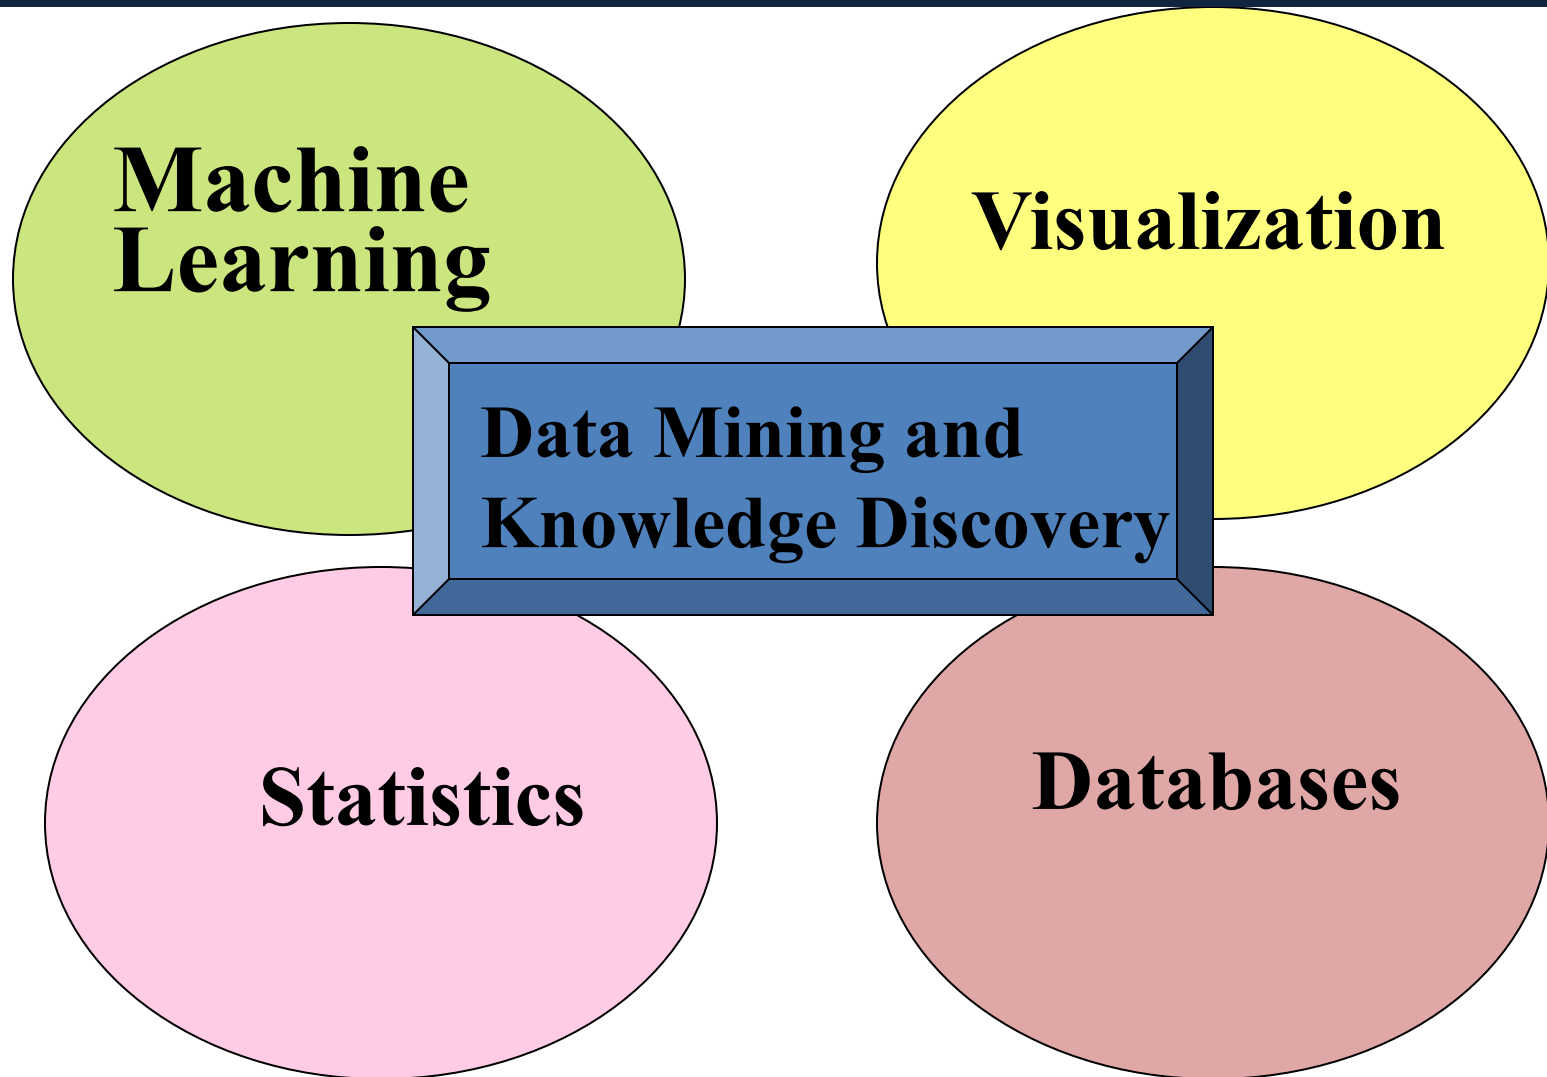 Machine
Learning
Visualization
Data Mining and
Knowledge Discovery
Statistics
Databases